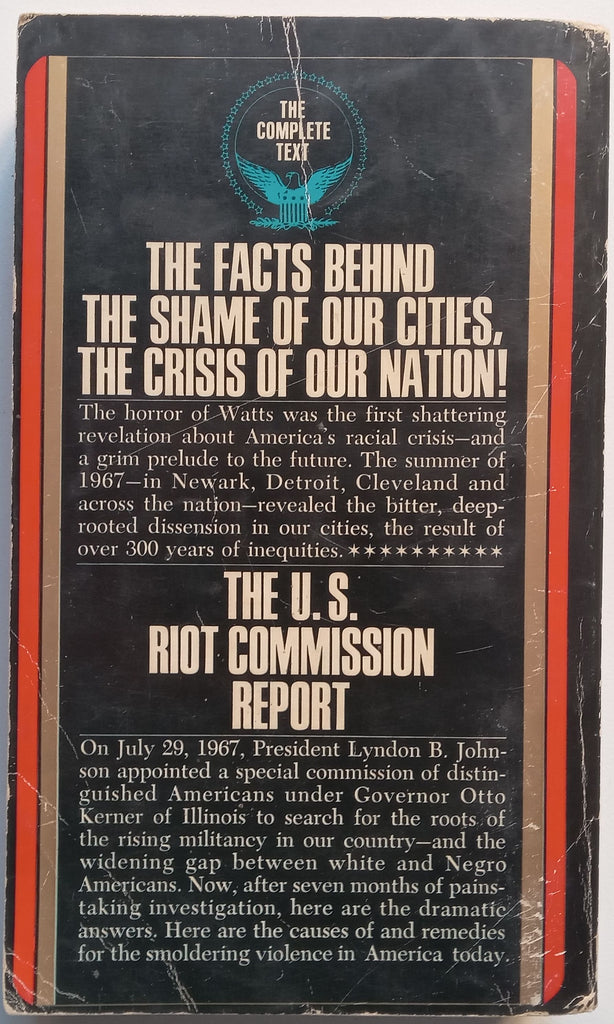 THE
COMPLETE
TEXT
THE FACTS BEHIND
THE SHAME OF OUR CITIES,
THE CRISIS OF OUR NATION!
The horror of Watts was the first shattering
revelation about America's racial crisis—and
a grim prelude to the future. The summer of
1967—in Newark, Detroit, Cleveland and
across the nation—revealed the bitter, deep-
rooted dissension in our cities, the result of
over 300 years of inequities. ★★★★★★★★★★
THE U. S.
RIOT COMMISSION
REPORT
On July 29, 1967, President Lyndon B. John-
son appointed a special commission of distin-
guished Americans under Governor Otto
Kerner of Illinois to search for the roots of
the rising militancy in our country—and the
widening gap between white and Negro
Americans. Now, after seven months of pains-
taking investigation, here are the dramatic
answers. Here are the causes of and remedies
for the smoldering violence in America today.